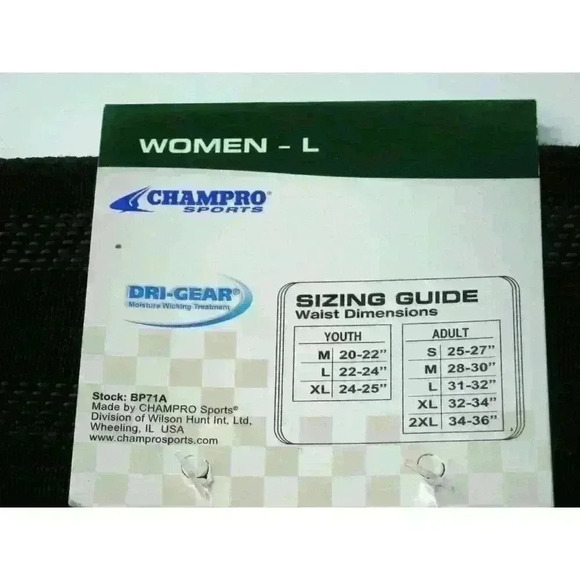 WOMEN - L
CHAMPRO®
SPORTS
DRI-GEAR®
Moisture Wicking Treatment
SIZING GUIDE
Waist Dimensions
YOUTH
M 20-22"
L 22-24"
XL 24-25"
ADULT
S 25-27"
M 28-30"
L 31-32"
XL 32-34"
2XL 34-36"
Stock: BP71A
Made by CHAMPRO Sports®
Division of Wilson Hunt Int, Ltd,
Wheeling, IL USA
www.champrosports.com